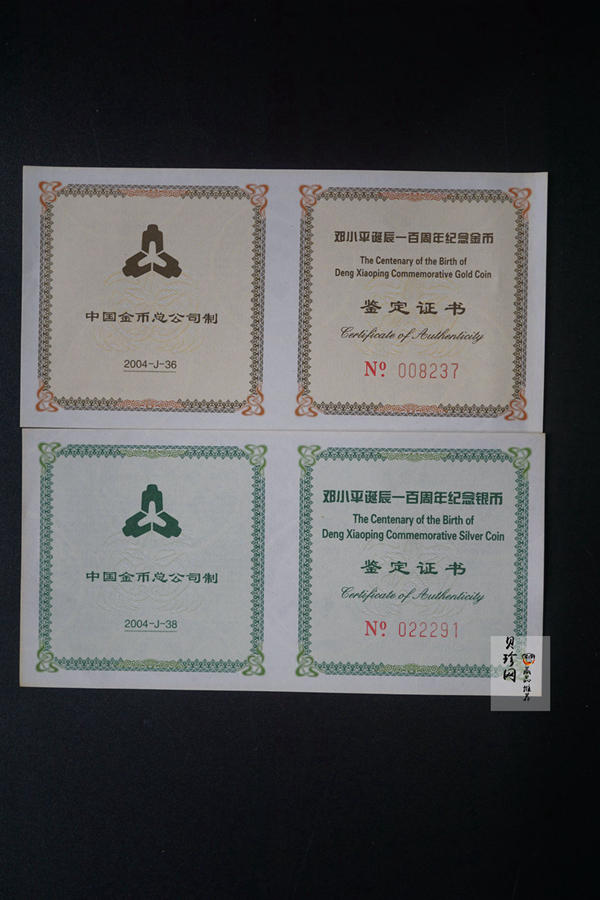 中国金币总公司制
2004-J-36
邓小平诞辰一百周年纪念金币
The Centenary of the Birth of
Deng Xiaoping Commemorative Gold Coin
鉴定证书
Certificate of Authenticity
Nº 008237
中国金币总公司制
2004-J-38
邓小平诞辰一百周年纪念银币
The Centenary of the Birth of
Deng Xiaoping Commemorative Silver Coin
鉴定证书
Certificate of Authenticity
Nº 022291
贝珍网